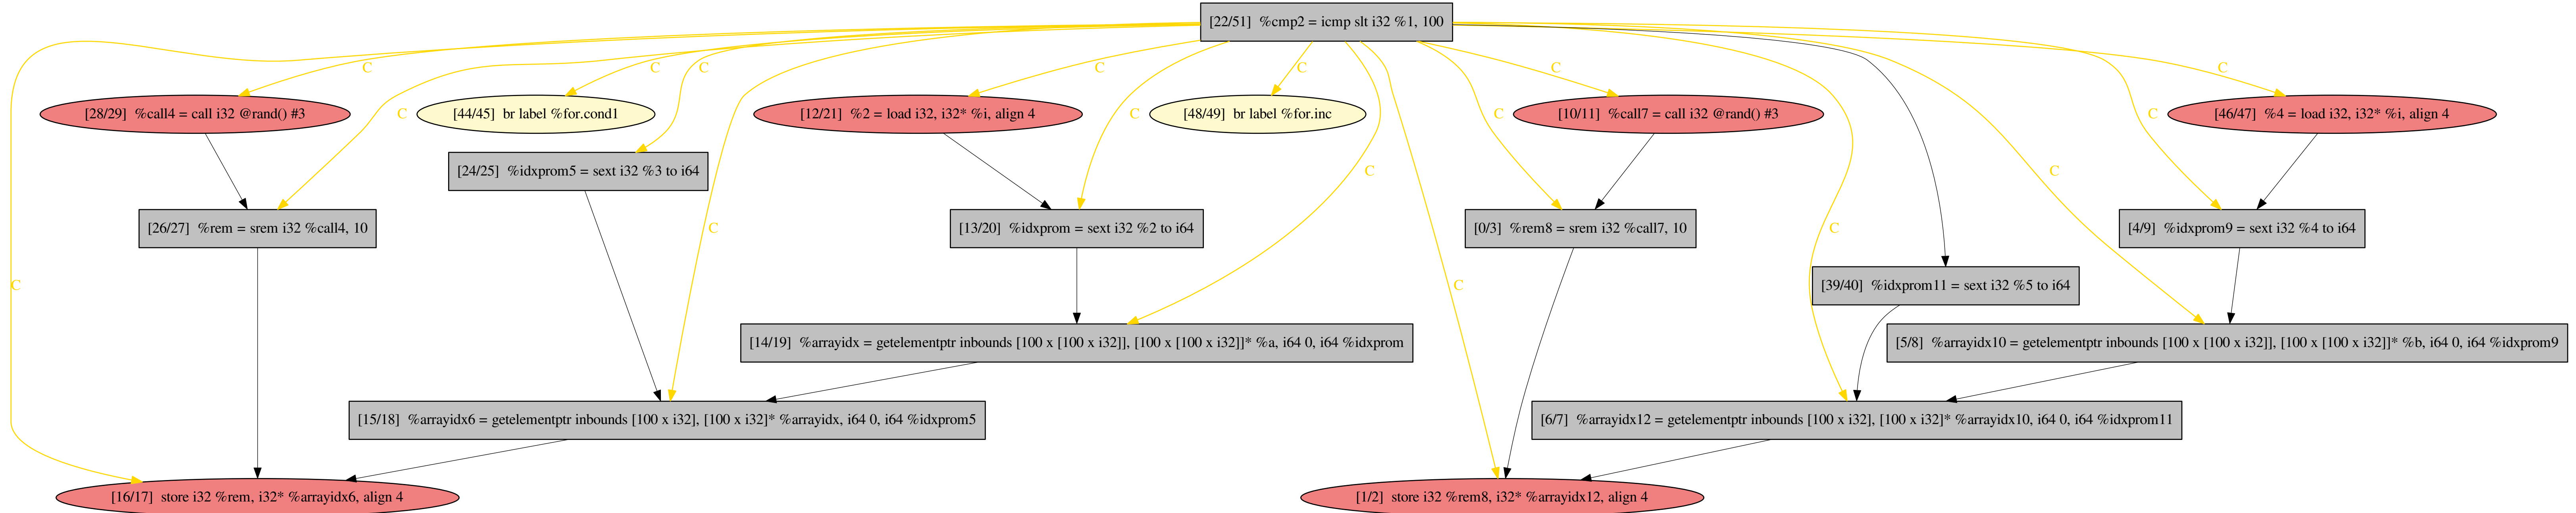 [22/51] %cmp2 = icmp slt i32 %1, 100
C
C
C
C
C
C
C
[28/29] %call4 = call i32 @rand() #3
C
[44/45] br label %for.cond1
[12/21] %2 = load i32, i32* %i, align 4
C
[48/49] br label %for.inc
C
[10/11] %call7 = call i32 @rand() #3
C
[46/47] %4 = load i32, i32* %i, align 4
[24/25] %idxprom5 = sext i32 %3 to i64
C
C
[26/27] %rem = srem i32 %call4, 10
C
[13/20] %idxprom = sext i32 %2 to i64
[0/3] %rem8 = srem i32 %call7, 10
C
[4/9] %idxprom9 = sext i32 %4 to i64
C
C
[39/40] %idxprom11 = sext i32 %5 to i64
[14/19] %arrayidx = getelementptr inbounds [100 x [100 x i32]], [100 x [100 x i32]]* %a, i64 0, i64 %idxprom
[5/8] %arrayidx10 = getelementptr inbounds [100 x [100 x i32]], [100 x [100 x i32]]* %b, i64 0, i64 %idxprom9
[15/18] %arrayidx6 = getelementptr inbounds [100 x i32], [100 x i32]* %arrayidx, i64 0, i64 %idxprom5
[6/7] %arrayidx12 = getelementptr inbounds [100 x i32], [100 x i32]* %arrayidx10, i64 0, i64 %idxprom11
[16/17] store i32 %rem, i32* %arrayidx6, align 4
[1/2] store i32 %rem8, i32* %arrayidx12, align 4